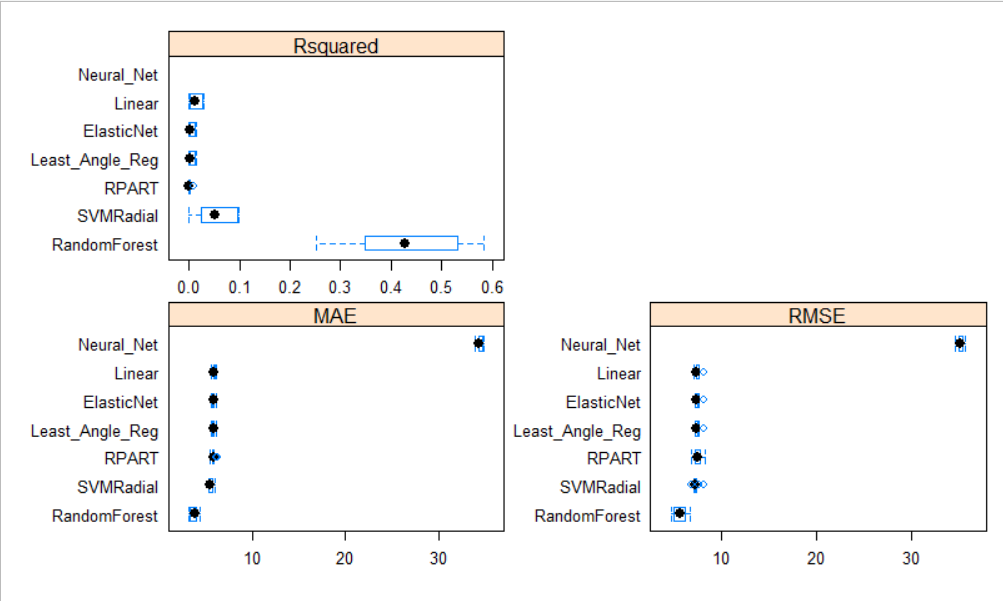 Rsquared
Neural_Net
Linear
ElasticNet
Least_Angle_Reg
RPART
SVMRadial
RandomForest
0.0 0.1 0.2 0.3 0.4 0.5 0.6
MAE
Neural_Net
Linear
ElasticNet
Least_Angle_Reg
RPART
SVMRadial
RandomForest
10 20 30
RMSE
Neural_Net
Linear
ElasticNet
Least_Angle_Reg
RPART
SVMRadial
RandomForest
10 20 30